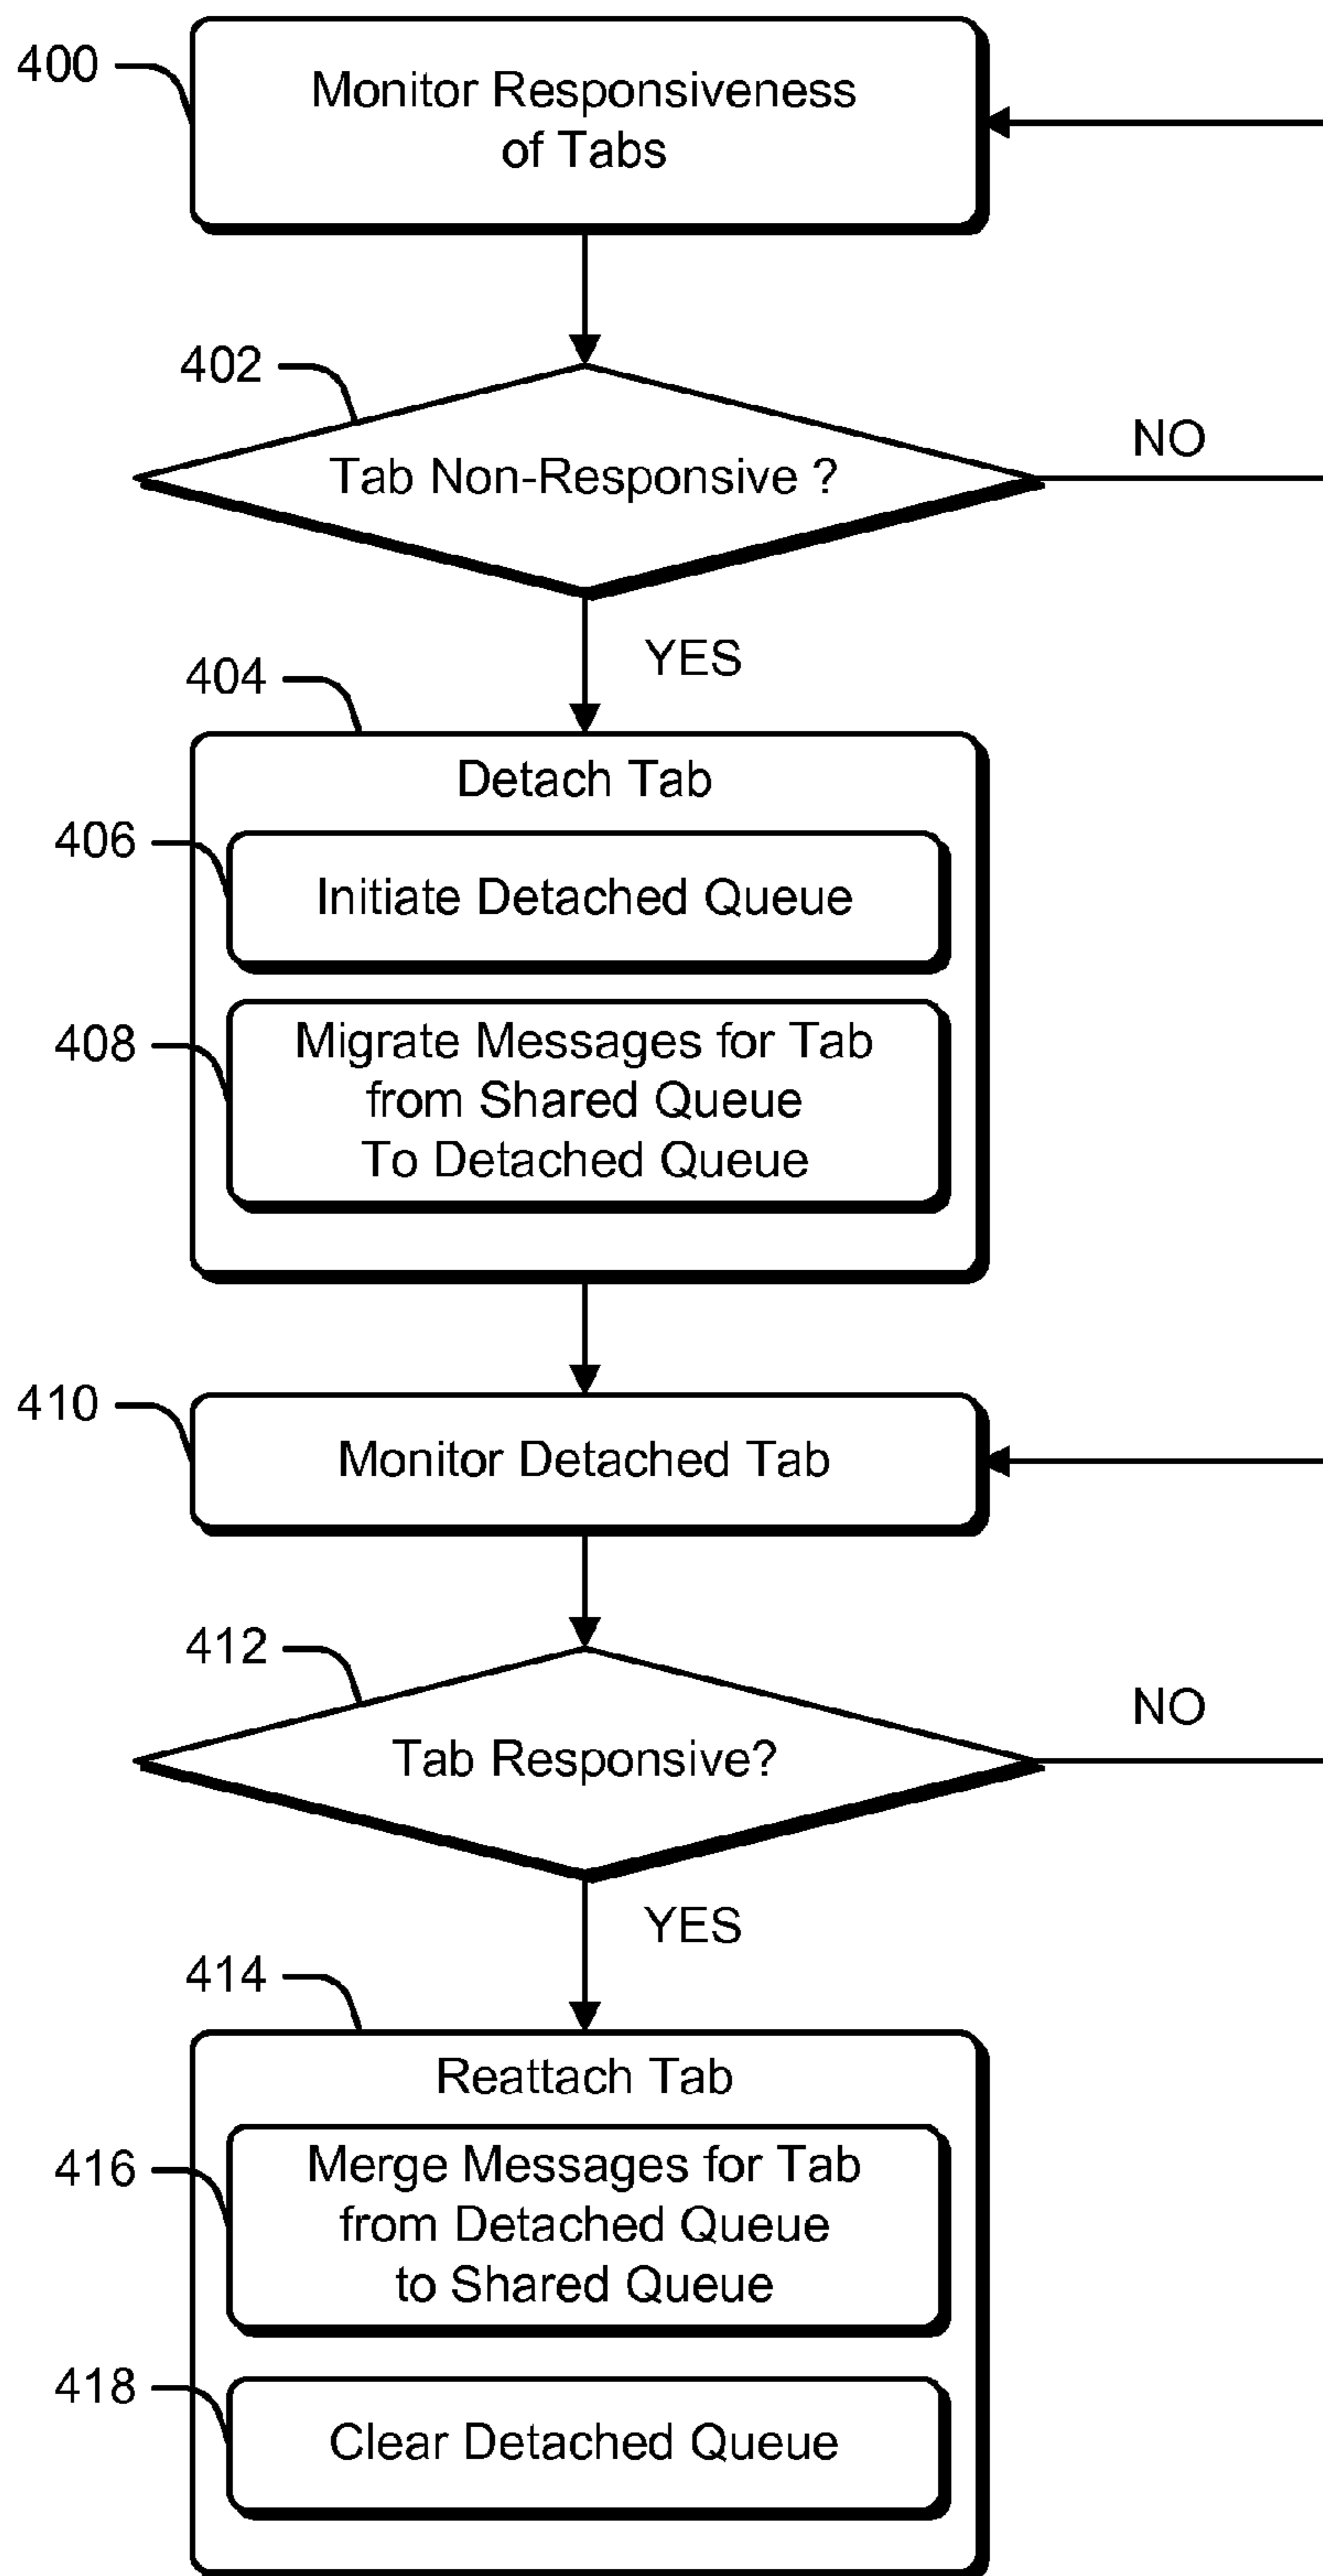 400
Monitor Responsiveness
of Tabs
402
Tab Non-Responsive ?
NO
YES
404
Detach Tab
406
Initiate Detached Queue
408
Migrate Messages for Tab
from Shared Queue
To Detached Queue
410
Monitor Detached Tab
412
Tab Responsive?
NO
YES
414
Reattach Tab
416
Merge Messages for Tab
from Detached Queue
to Shared Queue
418
Clear Detached Queue